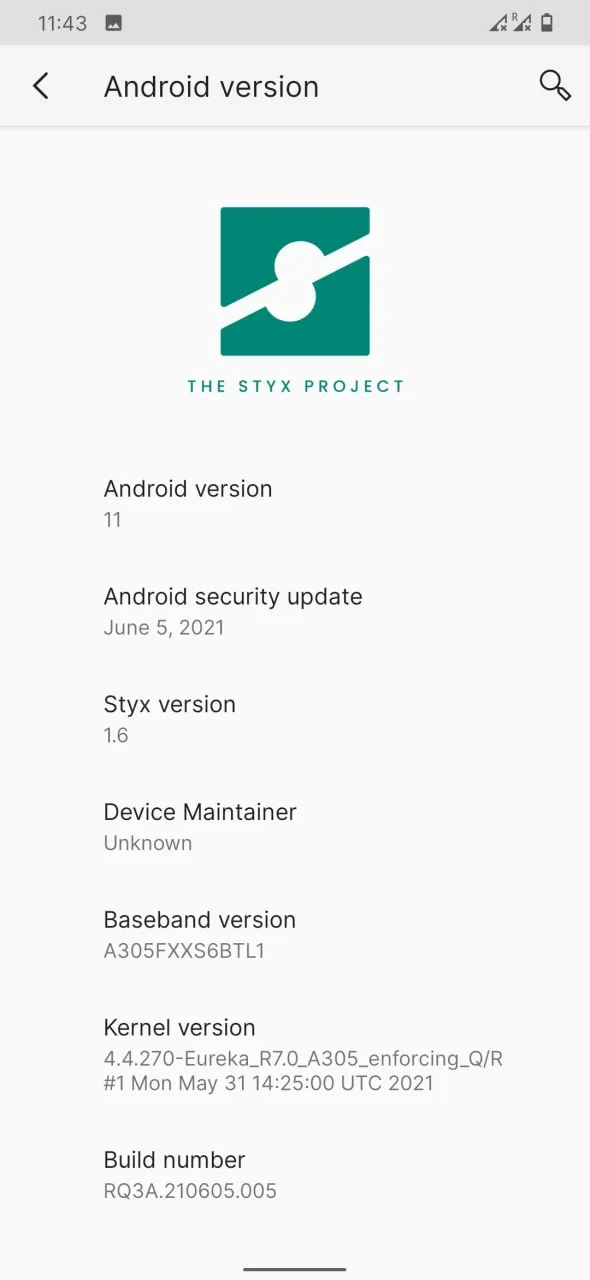 11:43
R
Android version
THE STYX PROJECT
Android version
11
Android security update
June 5, 2021
Styx version
1.6
Device Maintainer
Unknown
Baseband version
A305FXXS6BTL1
Kernel version
4.4.270-Eureka_R7.0_A305_enforcing_Q/R
#1 Mon May 31 14:25:00 UTC 2021
Build number
RQ3A.210605.005